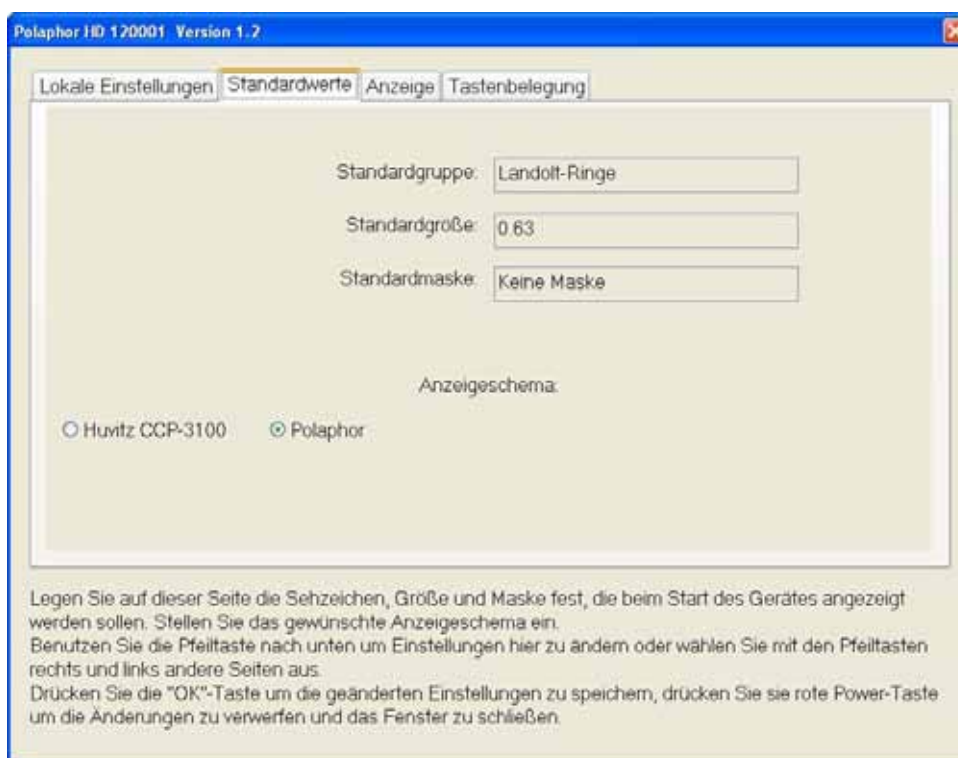 Polaphor HD 120001 Version 1.2
Lokale Einstellungen Standardwerte Anzeige Tastenbelegung
Standardgruppe: Landolt-Ringe
Standardgröße: 0.63
Standardmaske: Keine Maske
Anzeigeschema:
Huvitz CCP-3100 Polaphor
Legen Sie auf dieser Seite die Sehzeichen, Größe und Maske fest, die beim Start des Gerätes angezeigt
werden sollen. Stellen Sie das gewünschte Anzeigeschema ein.
Benutzen Sie die Pfeiltaste nach unten um Einstellungen hier zu ändern oder wählen Sie mit den Pfeiltasten
rechts und links andere Seiten aus.
Drücken Sie die "OK"-Taste um die geänderten Einstellungen zu speichern, drücken Sie sie rote Power-Taste
um die Änderungen zu verwerfen und das Fenster zu schließen.